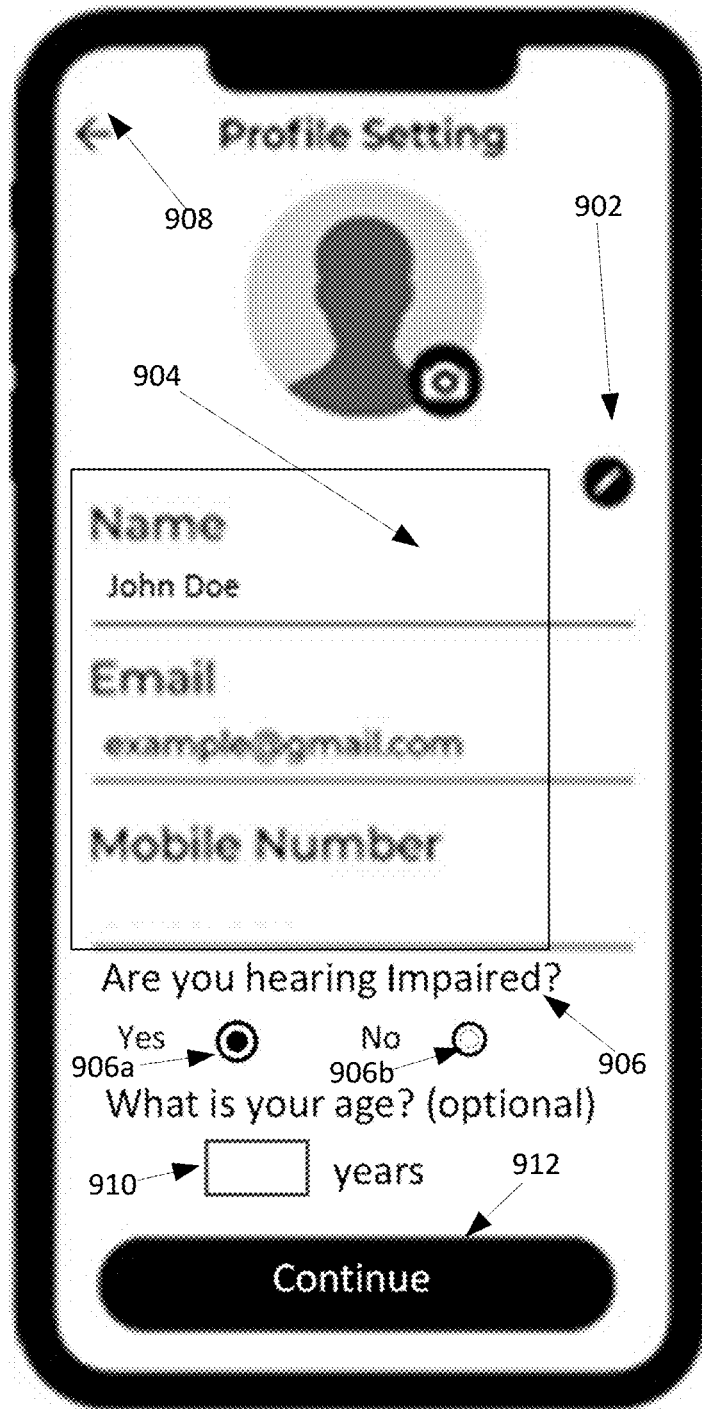 Profile Setting
908
902
904
Name
John Doe
Email
example@gmail.com
Mobile Number
Are you hearing Impaired?
Yes No
906a 906b 906
What is your age? (optional)
910 years 912
Continue